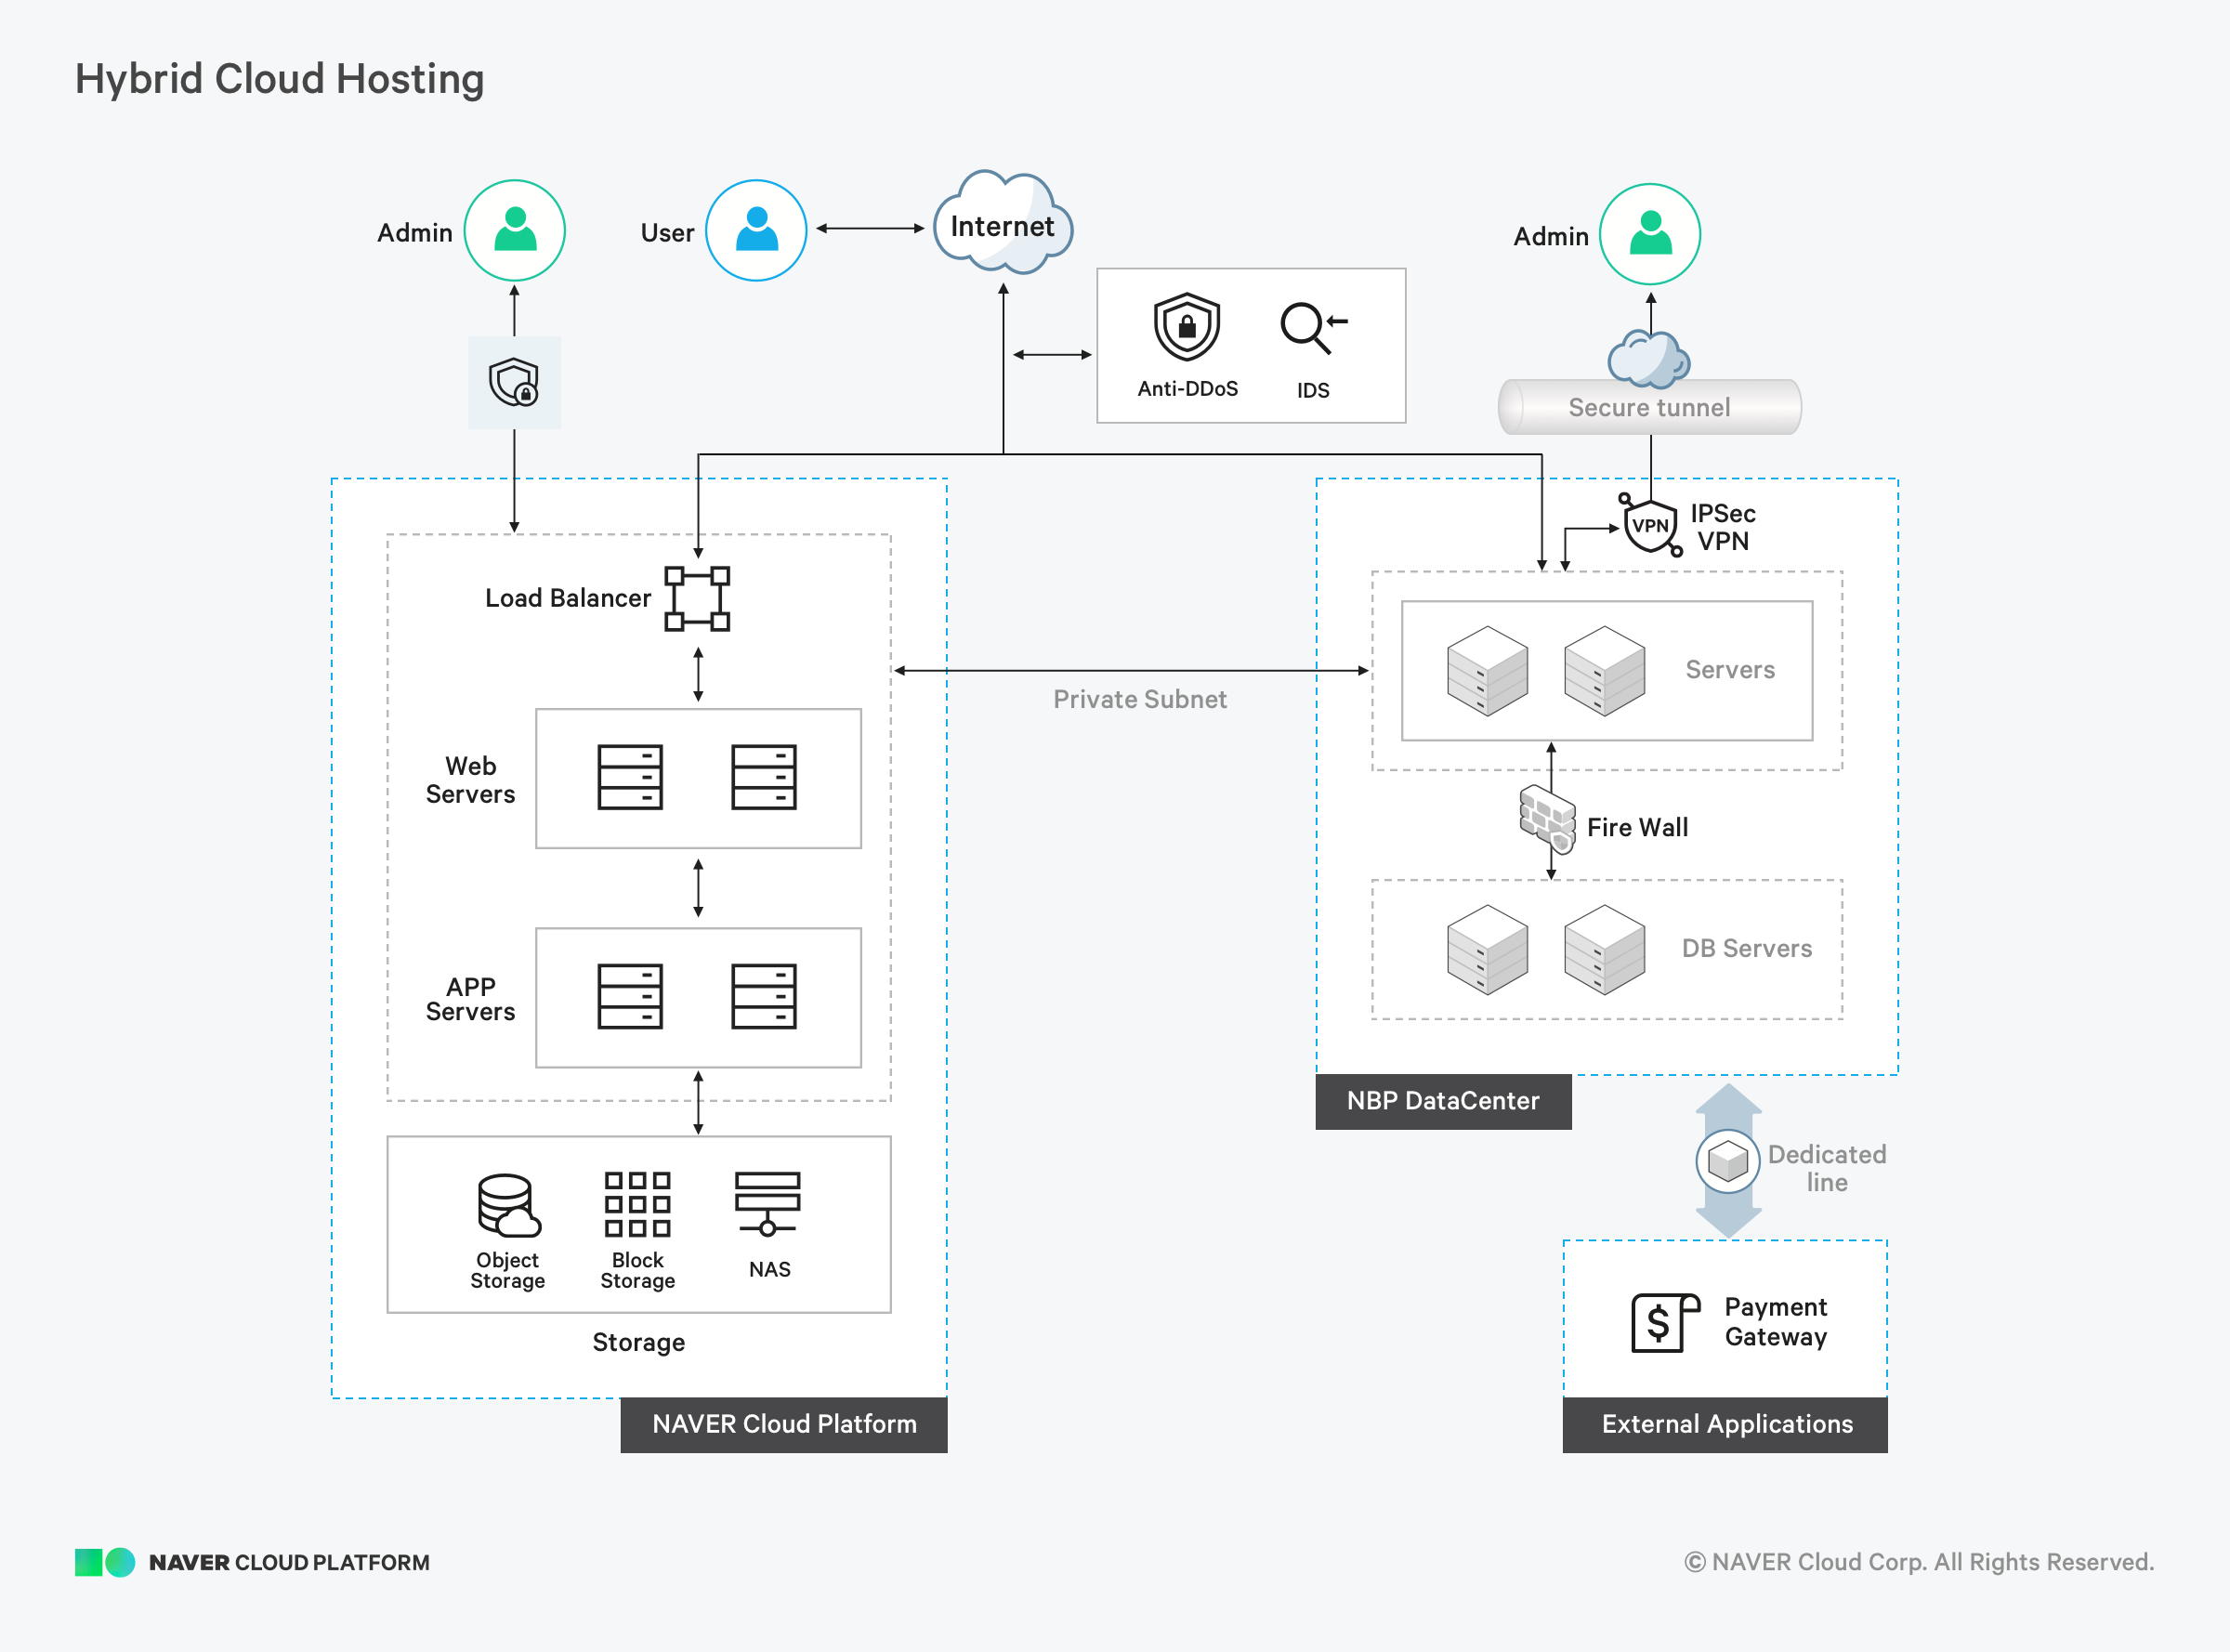 Hybrid Cloud Hosting
Admin
User
Internet
Admin
Anti-DDoS
IDS
Secure tunnel
VPN
IPSec
VPN
Load Balancer
Servers
Private Subnet
Web
Servers
Fire Wall
DB Servers
APP
Servers
NBP DataCenter
Dedicated
line
Object
Storage
Block
Storage
NAS
Storage
$
Payment
Gateway
NAVER Cloud Platform
External Applications
NAVER CLOUD PLATFORM
© NAVER Cloud Corp. All Rights Reserved.